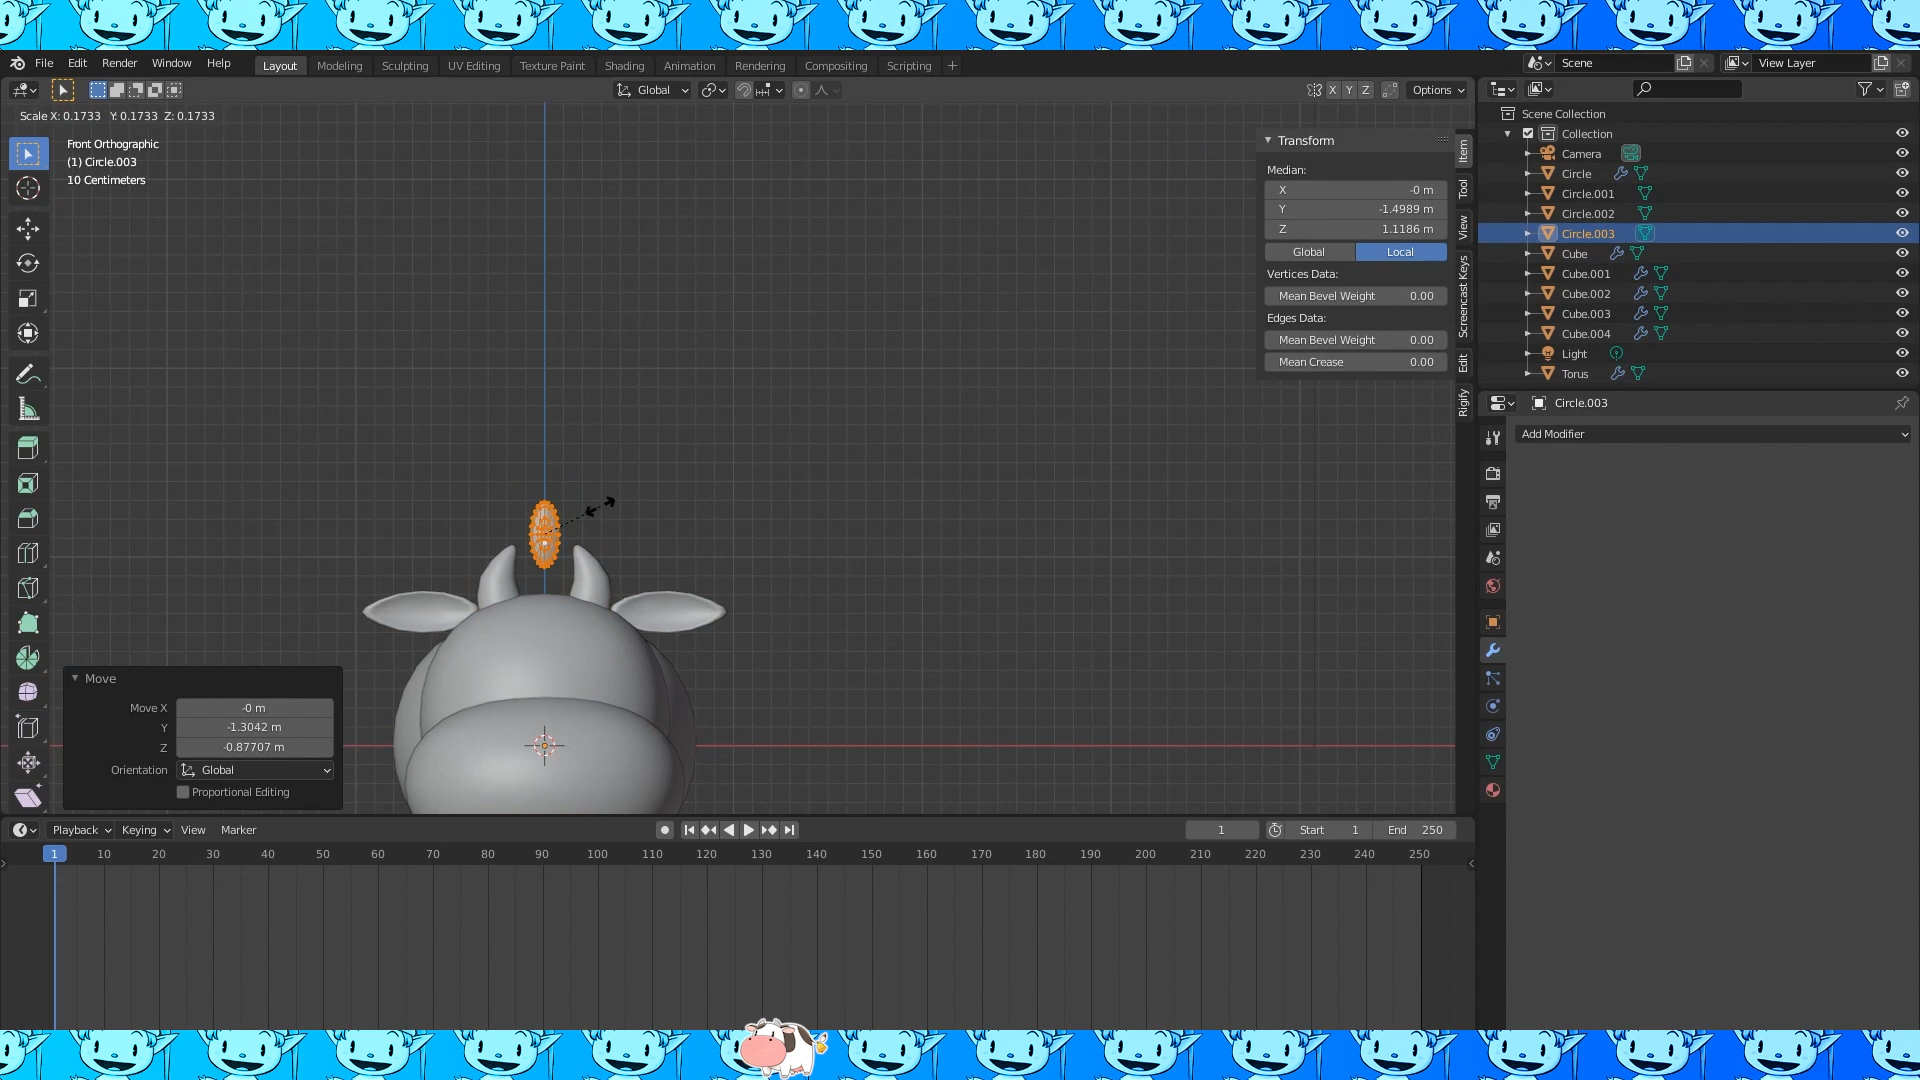 File Edit Render Window Help Layout Modeling Sculpting UV Editing Texture Paint Shading Animation Rendering Compositing Scripting + Scene View Layer
Global X Y Z Options
Scale X: 0.1733 Y: 0.1733 Z: 0.1733
Front Orthographic
(1) Circle.003
10 Centimeters
Transform
Median:
X -0 m
Y -1.4989 m
Z 1.1186 m
Global Local
Vertices Data:
Mean Bevel Weight 0.00
Edges Data:
Mean Bevel Weight 0.00
Mean Crease 0.00
Item
Tool
View
Screencast Keys
Edit
Rigify
Scene Collection
Collection
Camera
Circle
Circle.001
Circle.002
Circle.003
Cube
Cube.001
Cube.002
Cube.003
Cube.004
Light
Torus
Circle.003
Add Modifier
Move
Move X -0 m
Y -1.3042 m
Z -0.87707 m
Orientation Global
Proportional Editing
Playback Keying View Marker 1 Start 1 End 250
1 10 20 30 40 50 60 70 80 90 100 110 120 130 140 150 160 170 180 190 200 210 220 230 240 250